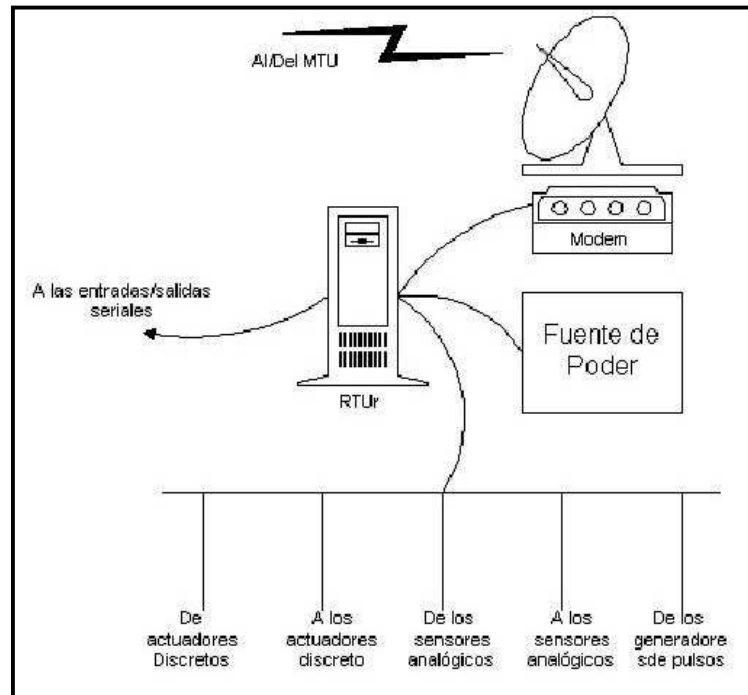 Al/Del MTU
Modem
A las entradas/salidas
seriales
Fuente de
Poder
RTUr
De
actuadores
Discretos
A los
actuadores
discreto
De los
sensores
analógicos
A los
sensores
analógicos
De los
generadore
sde pulsos